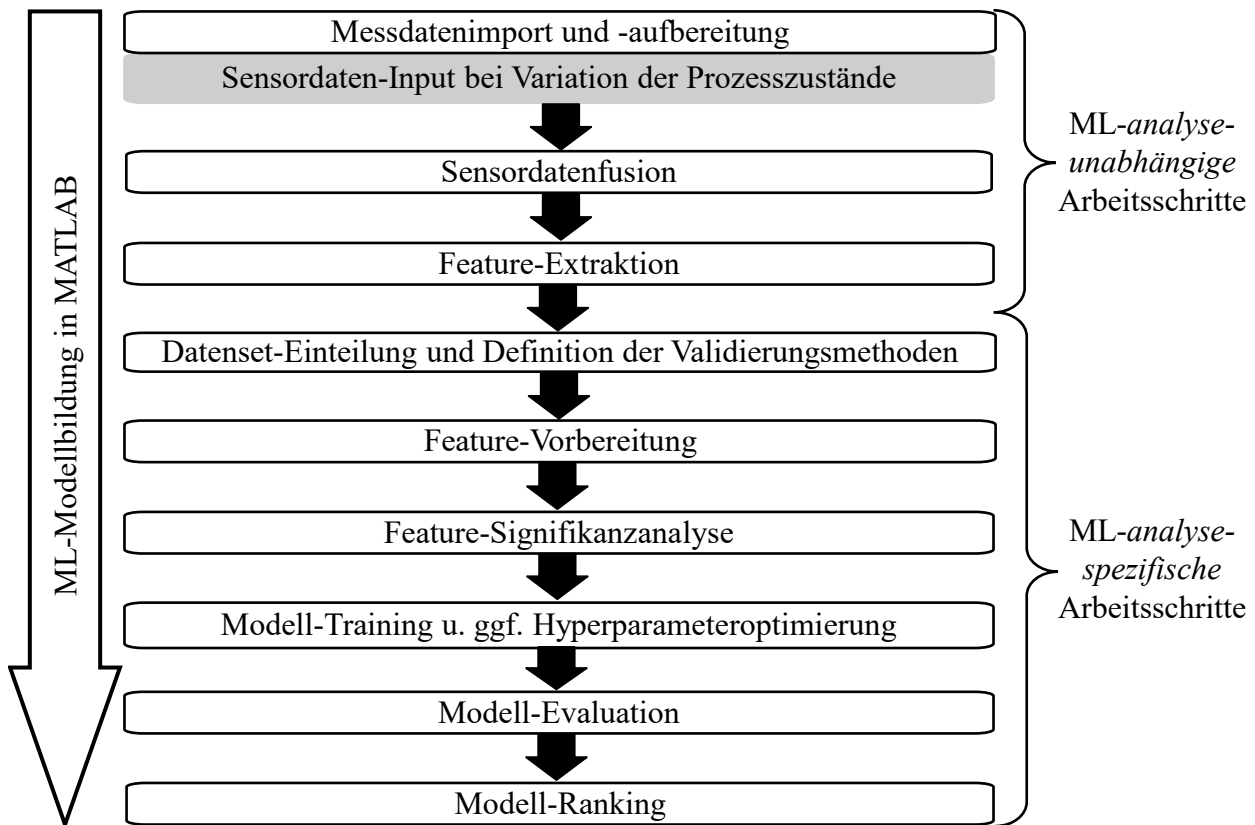 ML-Modellbildung in MATLAB
Messdatenimport und -aufbereitung
Sensordaten-Input bei Variation der Prozesszustände
Sensordatenfusion
Feature-Extraktion
Datenset-Einteilung und Definition der Validierungsmethoden
Feature-Vorbereitung
Feature-Signifikanzanalyse
Modell-Training u. ggf. Hyperparameteroptimierung
Modell-Evaluation
Modell-Ranking
ML-analyse-
unabhängige
Arbeitsschritte
ML-analyse-
spezifische
Arbeitsschritte